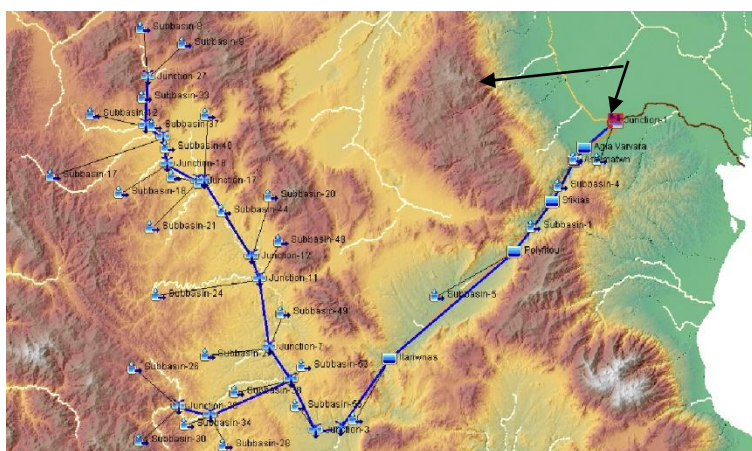 Subbasin-8
Subbasin-9
Junction-27
Subbasin-33
Subbasin-12
Subbasin-37
Subbasin-40
Junction-18
Subbasin-17
Subbasin-18
Junction-17
Subbasin-20
Subbasin-44
Subbasin-21
Subbasin-43
Junction-12
Junction-11
Subbasin-24
Subbasin-49
Junction-7
Subbasin-26
Subbasin-53
Subbasin-34
Subbasin-30
Subbasin-28
Junction-3
Ilariwnas
Subbasin-5
Polyfitou
Subbasin-1
Sfikias
Subbasin-4
Agia Varvara
Junction-1